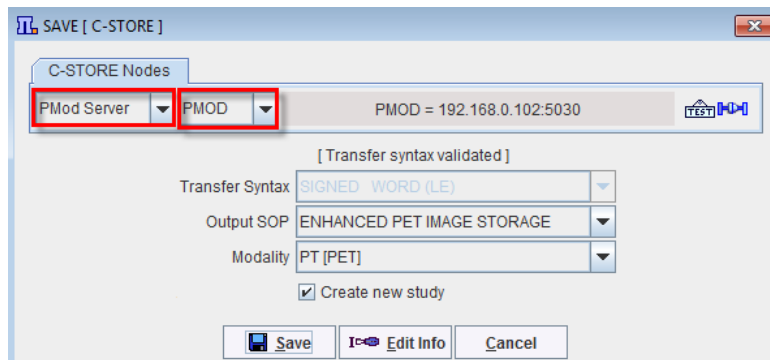 SAVE [ C-STORE ]
C-STORE Nodes
PMod Server PMOD PMOD = 192.168.0.102:5030 TEST
[ Transfer syntax validated ]
Transfer Syntax SIGNED WORD (LE)
Output SOP ENHANCED PET IMAGE STORAGE
Modality PT [PET]
Create new study
Save Edit Info Cancel